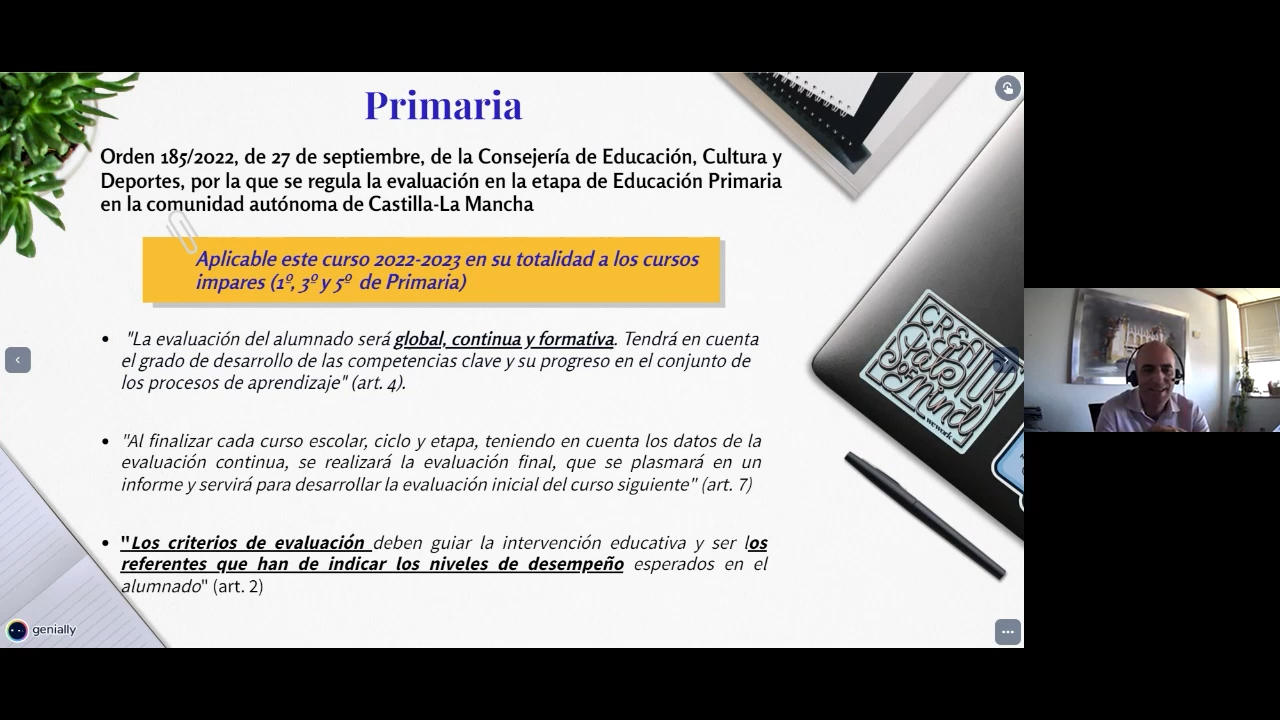 Primaria
Orden 185/2022, de 27 de septiembre, de la Consejería de Educación, Cultura y
Deportes, por la que se regula la evaluación en la etapa de Educación Primaria
en la comunidad autónoma de Castilla-La Mancha
Aplicable este curso 2022-2023 en su totalidad a los cursos
impares (1º, 3º y 5º de Primaria)
• "La evaluación del alumnado será global, continua y formativa. Tendrá en cuenta
el grado de desarrollo de las competencias clave y su progreso en el conjunto de
los procesos de aprendizaje" (art. 4).
• "Al finalizar cada curso escolar, ciclo y etapa, teniendo en cuenta los datos de la
evaluación continua, se realizará la evaluación final, que se plasmará en un
informe y servirá para desarrollar la evaluación inicial del curso siguiente" (art. 7)
• "Los criterios de evaluación deben guiar la intervención educativa y ser los
referentes que han de indicar los niveles de desempeño esperados en el
alumnado" (art. 2)
State
of
Mind
wework
genially